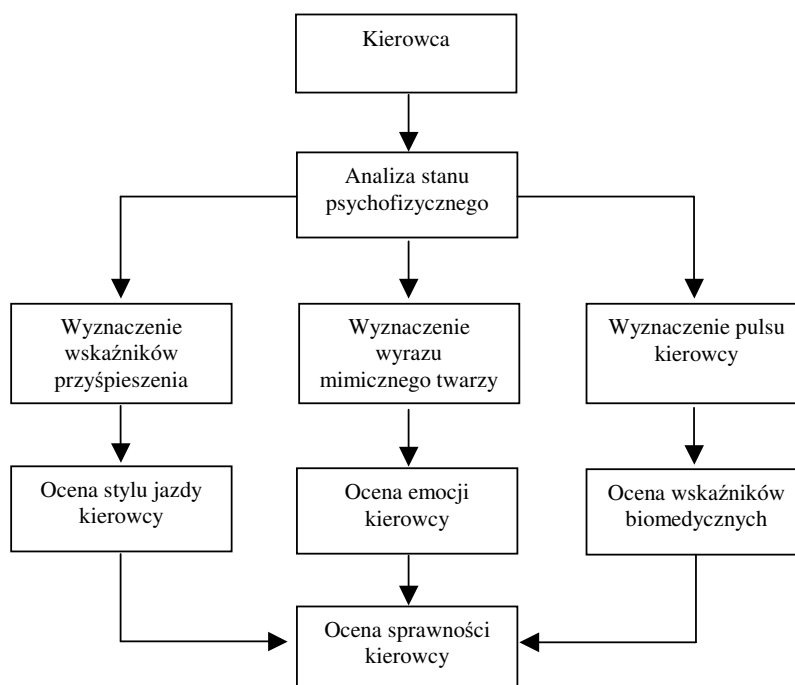 Kierowca
Analiza stanu
psychofizycznego
Wyznaczenie
wskaźników
przyśpieszenia
Wyznaczenie
wyrazu
mimicznego twarzy
Wyznaczenie pulsu
kierowcy
Ocena stylu jazdy
kierowcy
Ocena emocji
kierowcy
Ocena wskaźników
biomedycznych
Ocena sprawności
kierowcy